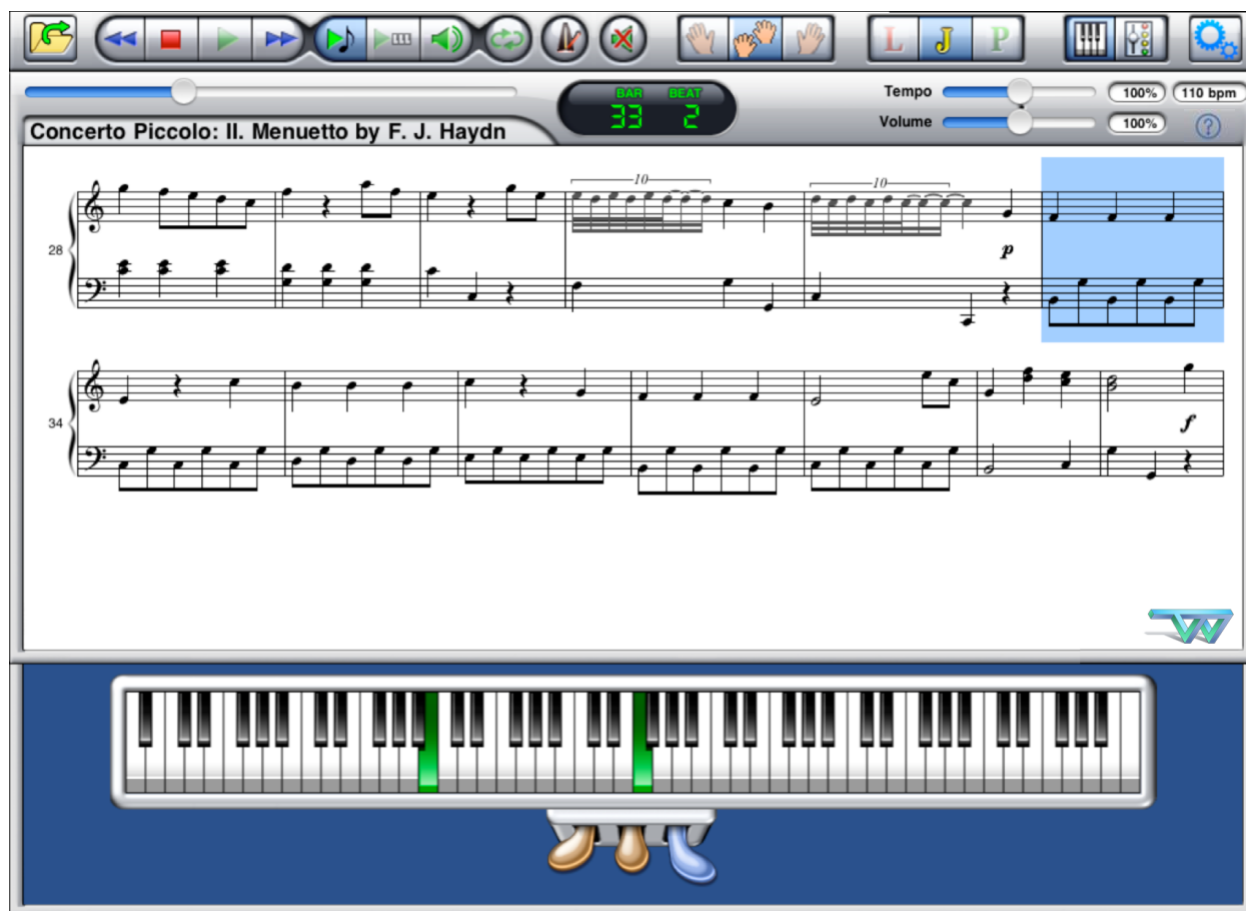 L J P
BAR BEAT
33 2
Tempo 100% 110 bpm
Volume 100% ?
Concerto Piccolo: II. Menuetto by F. J. Haydn
10 10
28
p
34
f